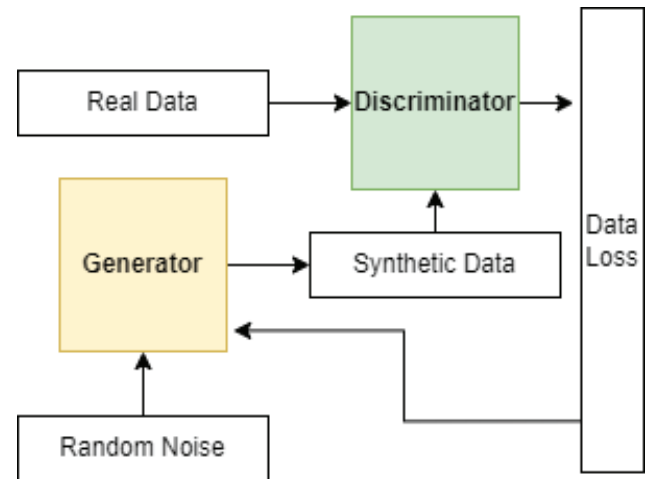 Real Data
Discriminator
Generator
Synthetic Data
Data
Loss
Random Noise